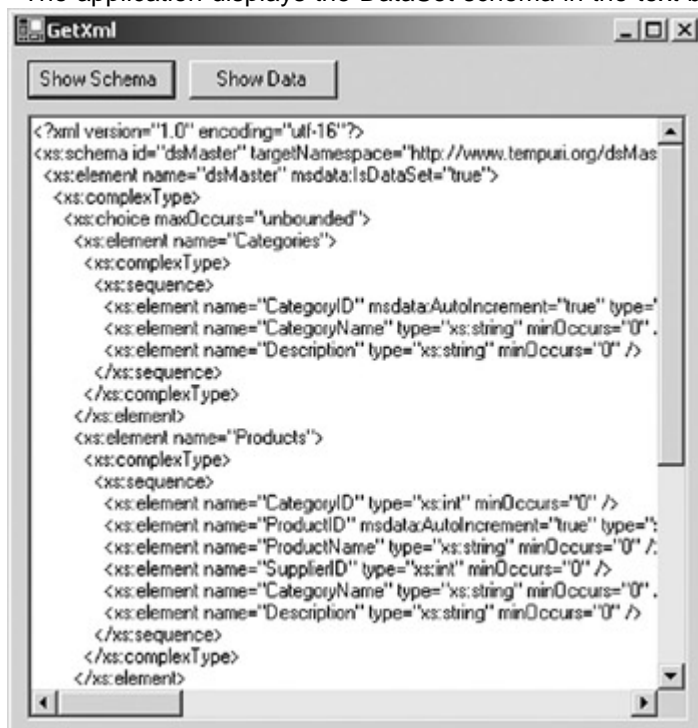 The application displays the DataSet schema in the text b
GetXml
Show Schema
Show Data
<?xml version="1.0" encoding="utf-16"?>
<xs:schema id="dsMaster" targetNamespace="http://www.tempuri.org/dsMas
<xs:element name="dsMaster" msdata:IsDataSet="true">
<xs:complexType>
<xs:choice maxOccurs="unbounded">
<xs:element name="Categories">
<xs:complexType>
<xs:sequence>
<xs:element name="CategoryID" msdata:AutoIncrement="true" type="
<xs:element name="CategoryName" type="xs:string" minOccurs="0" .
<xs:element name="Description" type="xs:string" minOccurs="0" />
</xs:sequence>
</xs:complexType>
</xs:element>
<xs:element name="Products">
<xs:complexType>
<xs:sequence>
<xs:element name="CategoryID" type="xs:int" minOccurs="0" />
<xs:element name="ProductID" msdata:AutoIncrement="true" type="
<xs:element name="ProductName" type="xs:string" minOccurs="0" /
<xs:element name="SupplierID" type="xs:int" minOccurs="0" />
<xs:element name="CategoryName" type="xs:string" minOccurs="0" .
<xs:element name="Description" type="xs:string" minOccurs="0" />
</xs:sequence>
</xs:complexType>
</xs:element>